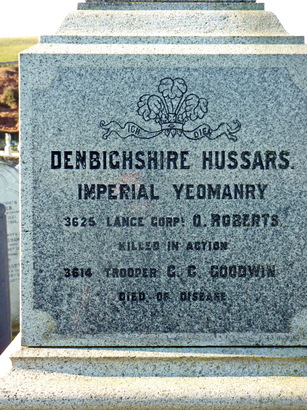 ICH DIEN
DENBIGHSHIRE HUSSARS.
IMPERIAL YEOMANRY
3625 LANCE CORPL O. ROBERTS
KILLED IN ACTION
3614 TROOPER C. C. GOODWIN
DIED OF DISEASE